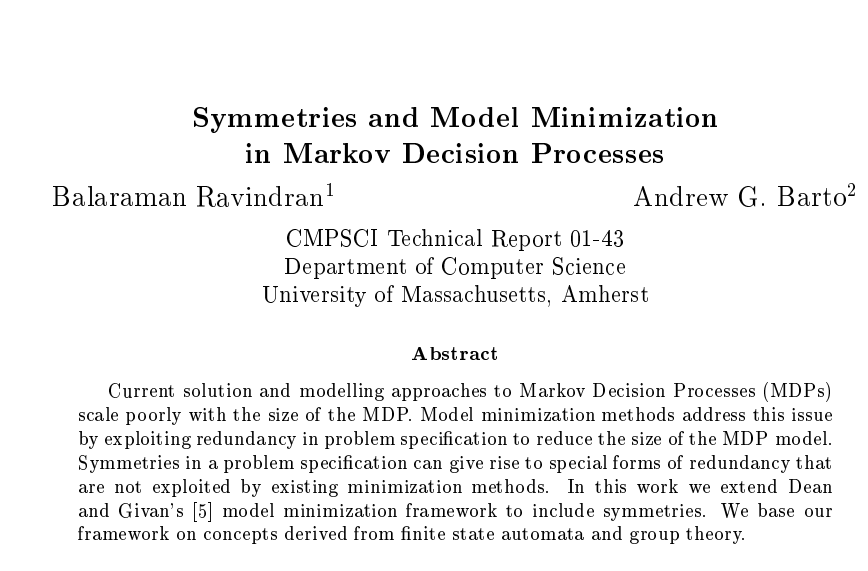 Symmetries and Model Minimization
in Markov Decision Processes
Balaraman Ravindran1 Andrew G. Barto2
CMPSCI Technical Report 01-43
Department of Computer Science
University of Massachusetts, Amherst
Abstract
Current solution and modelling approaches to Markov Decision Processes (MDPs)
scale poorly with the size of the MDP. Model minimization methods address this issue
by exploiting redundancy in problem specification to reduce the size of the MDP model.
Symmetries in a problem specification can give rise to special forms of redundancy that
are not exploited by existing minimization methods. In this work we extend Dean
and Givan's [5] model minimization framework to include symmetries. We base our
framework on concepts derived from finite state automata and group theory.